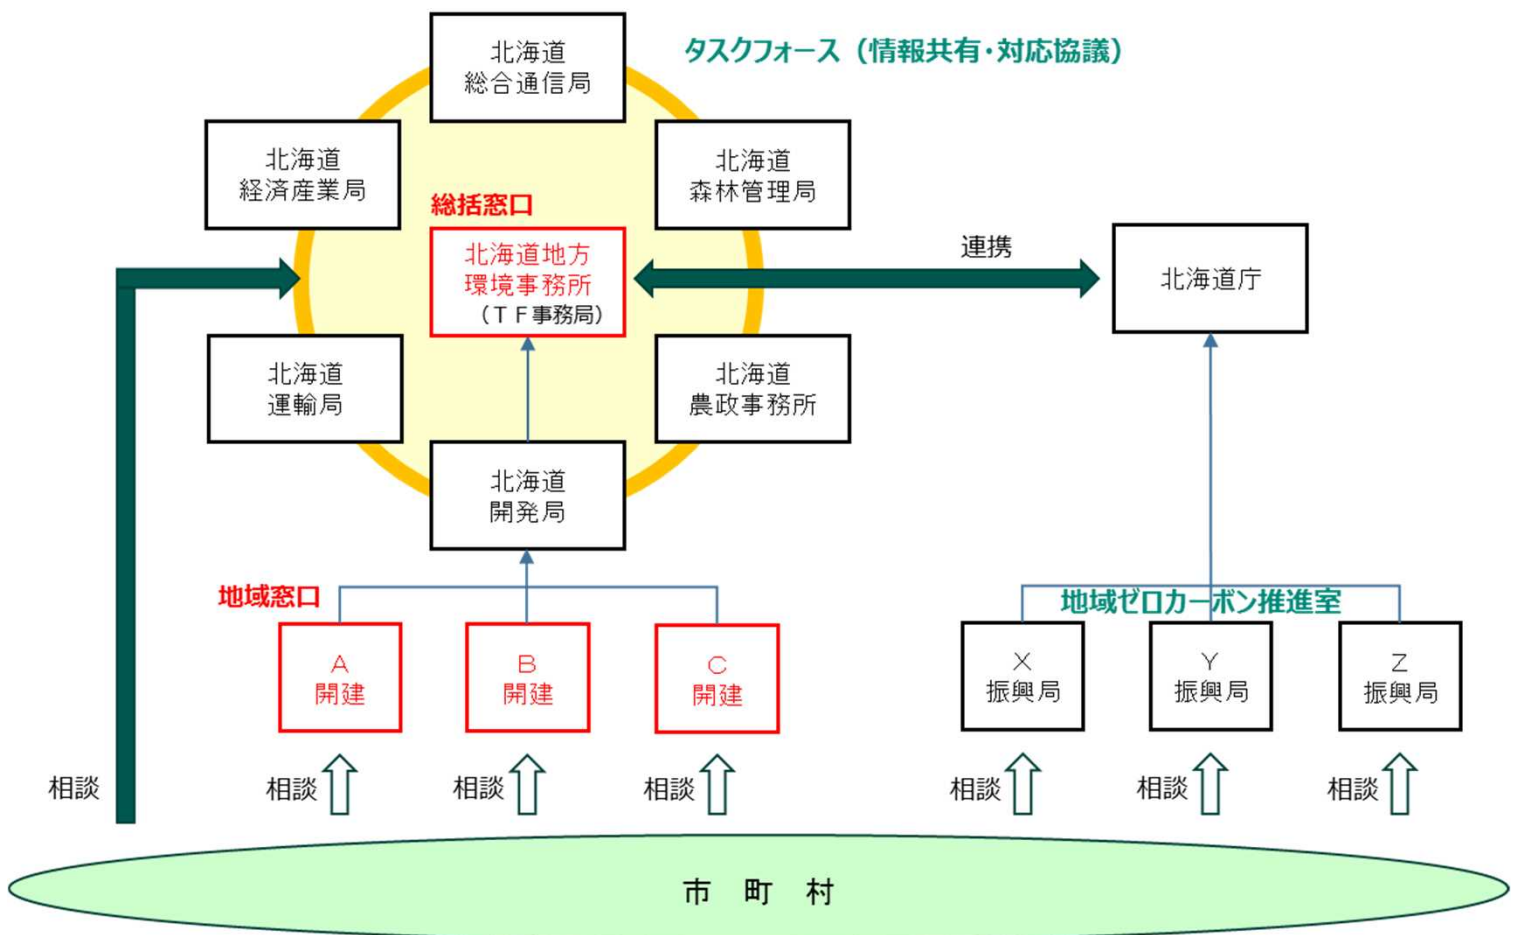 タスクフォース（情報共有・対応協議）
北海道
総合通信局
北海道
経済産業局
北海道
森林管理局
総括窓口
北海道地方
環境事務所
（ＴＦ事務局）
連携
北海道庁
北海道
運輸局
北海道
農政事務所
北海道
開発局
地域窓口
地域ゼロカーボン推進室
Ａ
開建
Ｂ
開建
Ｃ
開建
Ｘ
振興局
Ｙ
振興局
Ｚ
振興局
相談
相談
相談
相談
相談
相談
相談
市　町　村